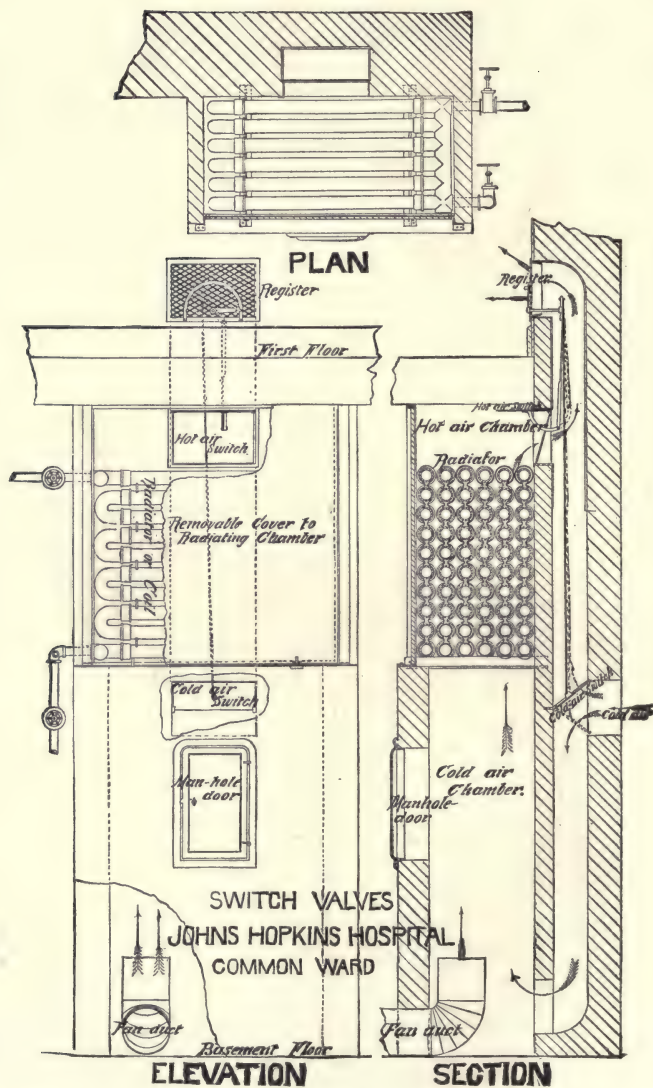 PLAN
Register
First Floor
Hot air
Switch.
Radiator or Coil
Removable Cover to
Radiating Chamber
Cold air
Switch
Man-hole
door
SWITCH VALVES
JOHNS HOPKINS HOSPITAL
COMMON WARD
Fan duct
Basement Floor
ELEVATION
Register.
Hot air Switch
Hot air Chamber
Radiator
Cold air Switch
Cold air
Cold air
Chamber.
Manhole-
door
Fan duct
SECTION